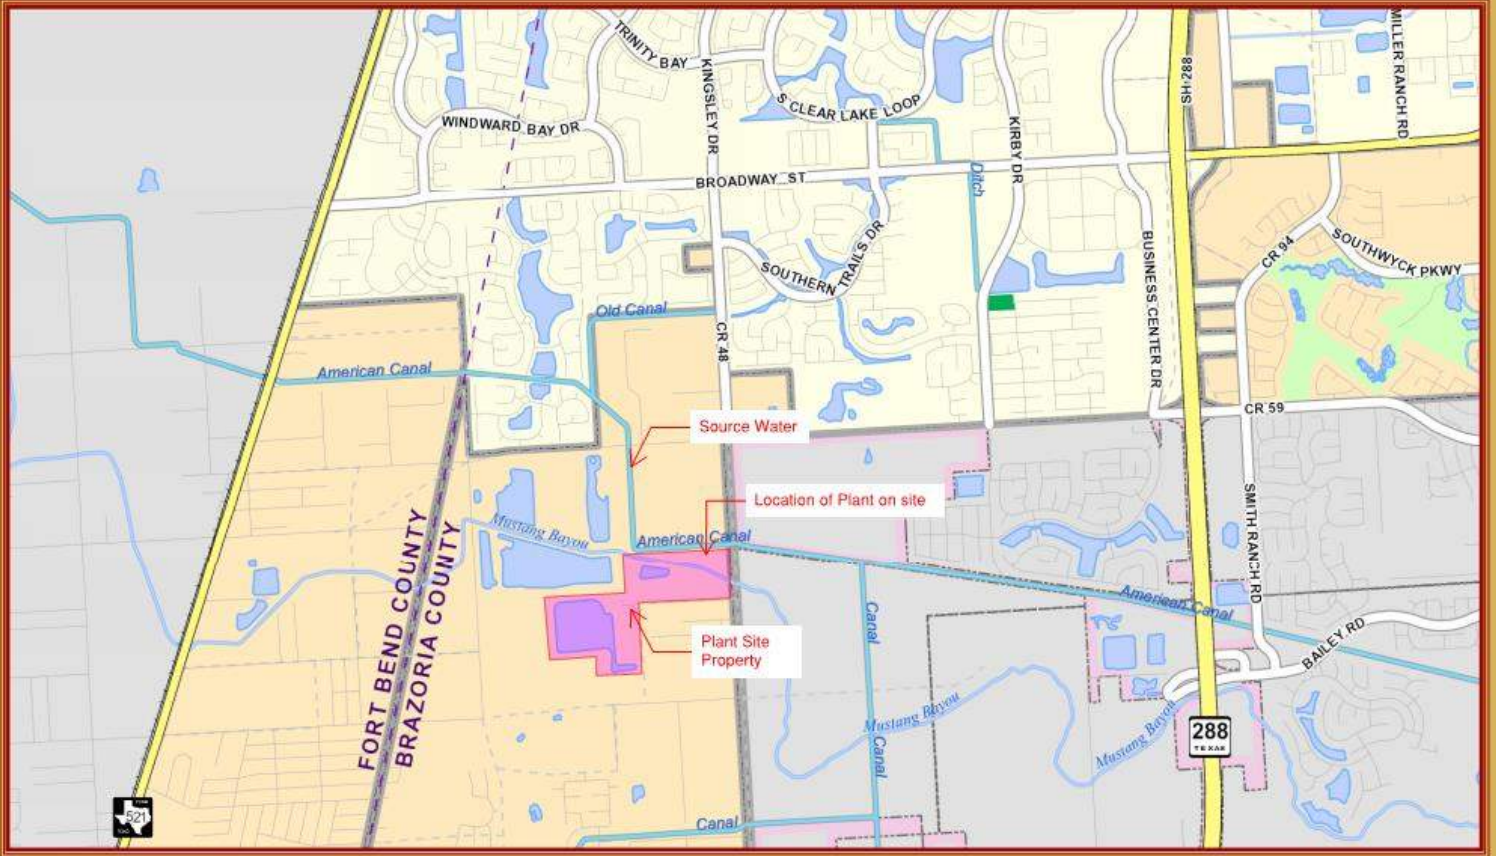 TRINITY BAY
KINGSLEY DR
S CLEAR LAKE LOOP
SH-288
MILLER RANCH RD
WINDWARD BAY DR
KIRBY DR
BROADWAY ST
Ditch
SOUTHERN TRAILS DR
BUSINESS CENTER DR
CR 94
SOUTHWYCK PKWY
Old Canal
CR 48
American Canal
CR 59
Source Water
Location of Plant on site
SMITH RANCH RD
Mustang Bayou
American Canal
FORT BEND COUNTY
BRAZORIA COUNTY
American Canal
Canal
Plant Site
Property
BAILEY RD
Mustang Bayou
Mustang Bayou
288
TEXAS
Canal
521
Canal